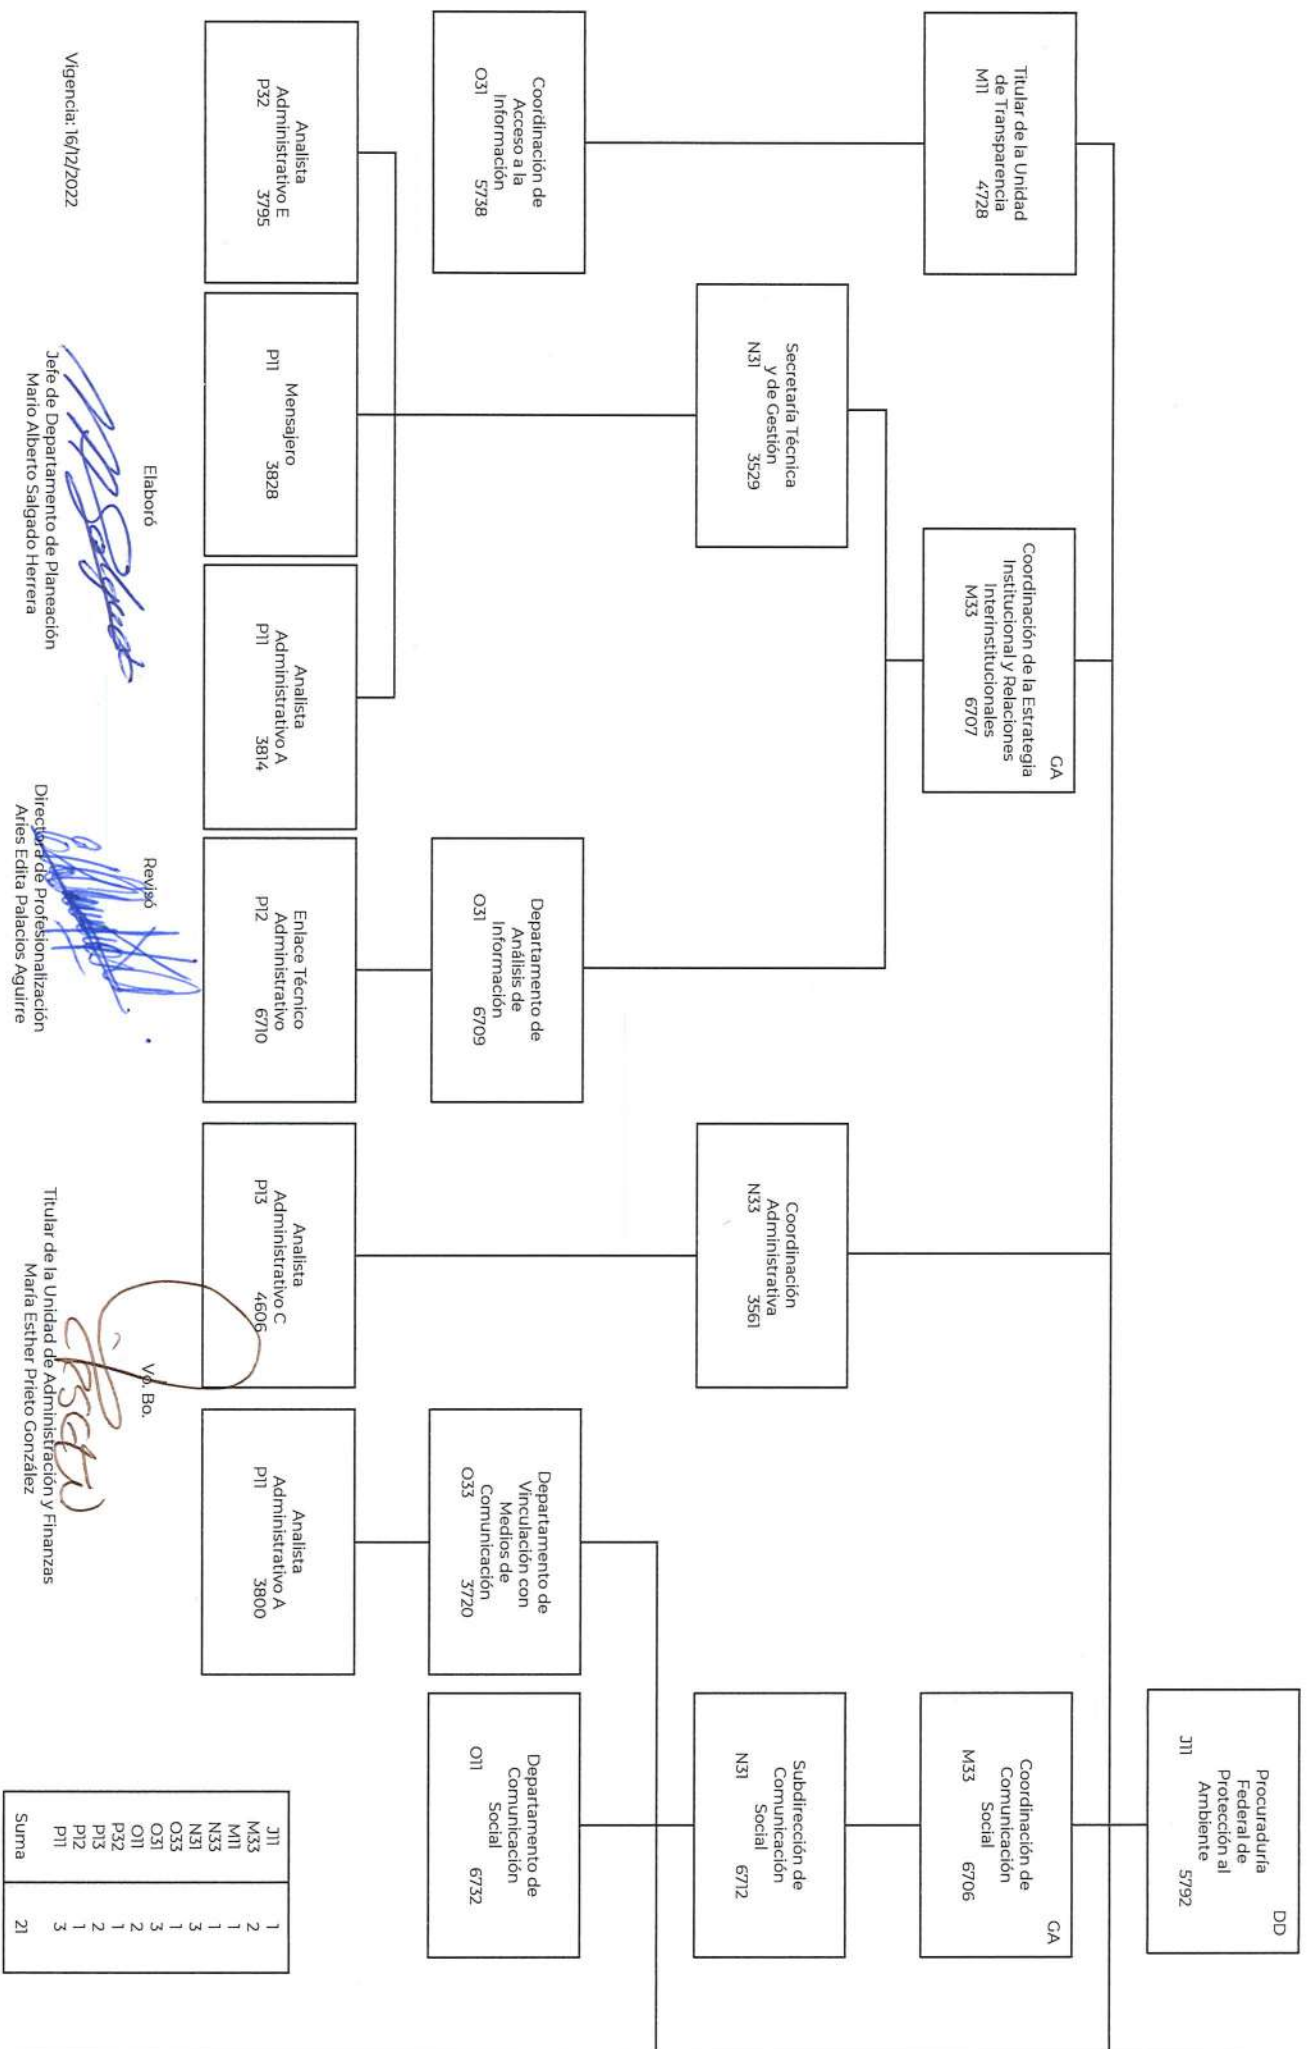 DD
Procuraduría
Federal de
Protección al
Ambiente
J11 5792
Titular de la Unidad
de Transparencia
M11 4728
GA
Coordinación de la Estrategia
Institucional y Relaciones
Interinstitucionales
M33 6707
GA
Coordinación de
Comunicación
Social
M33 6706
Secretaría Técnica
y de Gestión
N31 3529
Coordinación
Administrativa
N33 3561
Subdirección de
Comunicación
Social
N31 6712
Coordinación de
Acceso a la
Información
O31 5738
Departamento de
Análisis de
Información
O31 6709
Departamento de
Vinculación con
Medios de
Comunicación
O33 3720
Departamento de
Comunicación
Social
O11 6732
Analista
Administrativo E
P32 3795
Mensajero
P11 3828
Analista
Administrativo A
P11 3814
Enlace Técnico
Administrativo
P12 6710
Analista
Administrativo C
P13 4606
Analista
Administrativo A
P11 3800
Vigencia: 16/12/2022
Elaboró
Jefe de Departamento de Planeación
Mario Alberto Salgado Herrera
Revisó
Directora de Profesionalización
Aries Edita Palacios Aguirre
Vo. Bo.
Titular de la Unidad de Administración y Finanzas
María Esther Prieto González
J11 1
M33 2
M11 1
N33 1
N31 3
O33 1
O31 3
O11 2
P32 1
P13 2
P12 1
P11 3
Suma 21